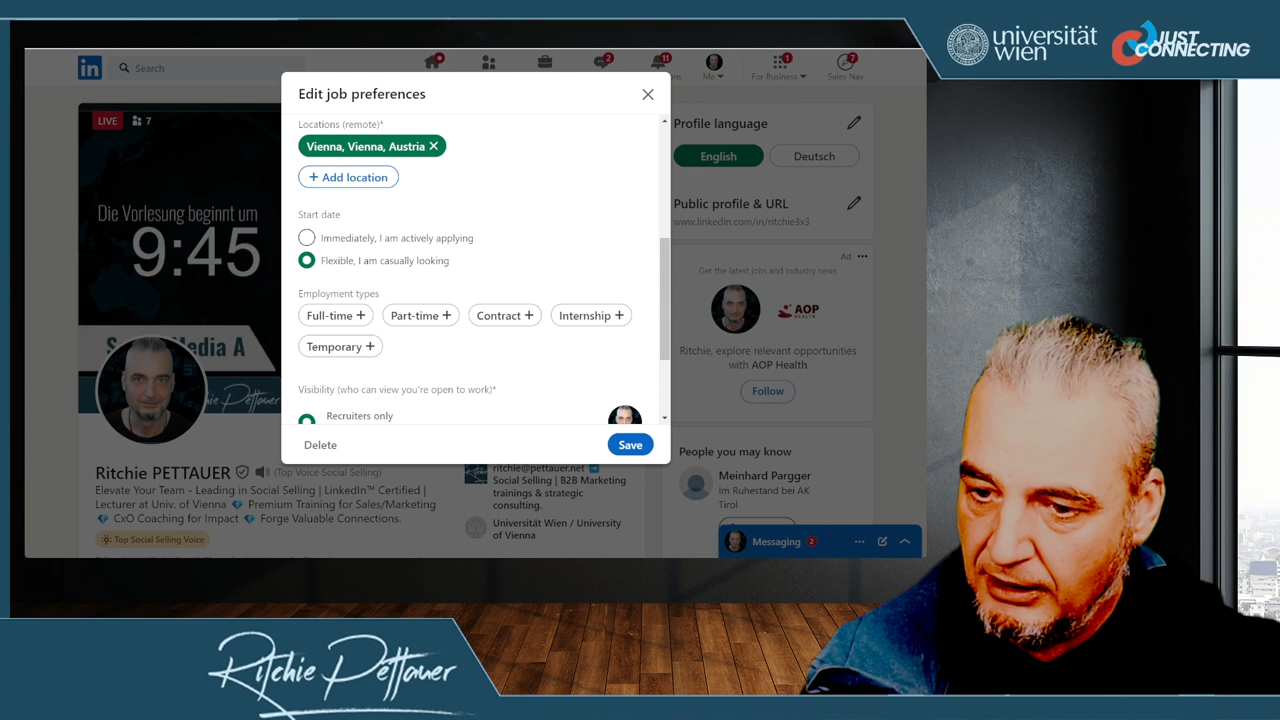 universität
wien
JUST
CONNECTING
in
Search
2
11
Me
1
For Business
7
Sales Nav
Edit job preferences
Locations (remote)*
Vienna, Vienna, Austria
+ Add location
Start date
Immediately, I am actively applying
Flexible, I am casually looking
Employment types
Full-time +
Part-time +
Contract +
Internship +
Temporary +
Visibility (who can view you're open to work)*
Recruiters only
Delete
Save
LIVE
7
Die Vorlesung beginnt um
9:45
Ritchie PETTAUER
(Top Voice Social Selling)
Elevate Your Team - Leading in Social Selling | LinkedIn™ Certified |
Lecturer at Univ. of Vienna 💎 Premium Training for Sales/Marketing
💎 CxO Coaching for Impact 💎 Forge Valuable Connections.
Top Social Selling Voice
ritchie@pettauer.net
Social Selling | B2B Marketing
trainings & strategic
consulting.
Universität Wien / University
of Vienna
Profile language
English
Deutsch
Public profile & URL
www.linkedin.com/in/ritchie3x3
Ad
Get the latest jobs and industry news
AOP
HEALTH
Ritchie, explore relevant opportunities
with AOP Health
Follow
People you may know
Meinhard Pargger
Im Ruhestand bei AK
Tirol
Messaging
2
Ritchie Pettauer